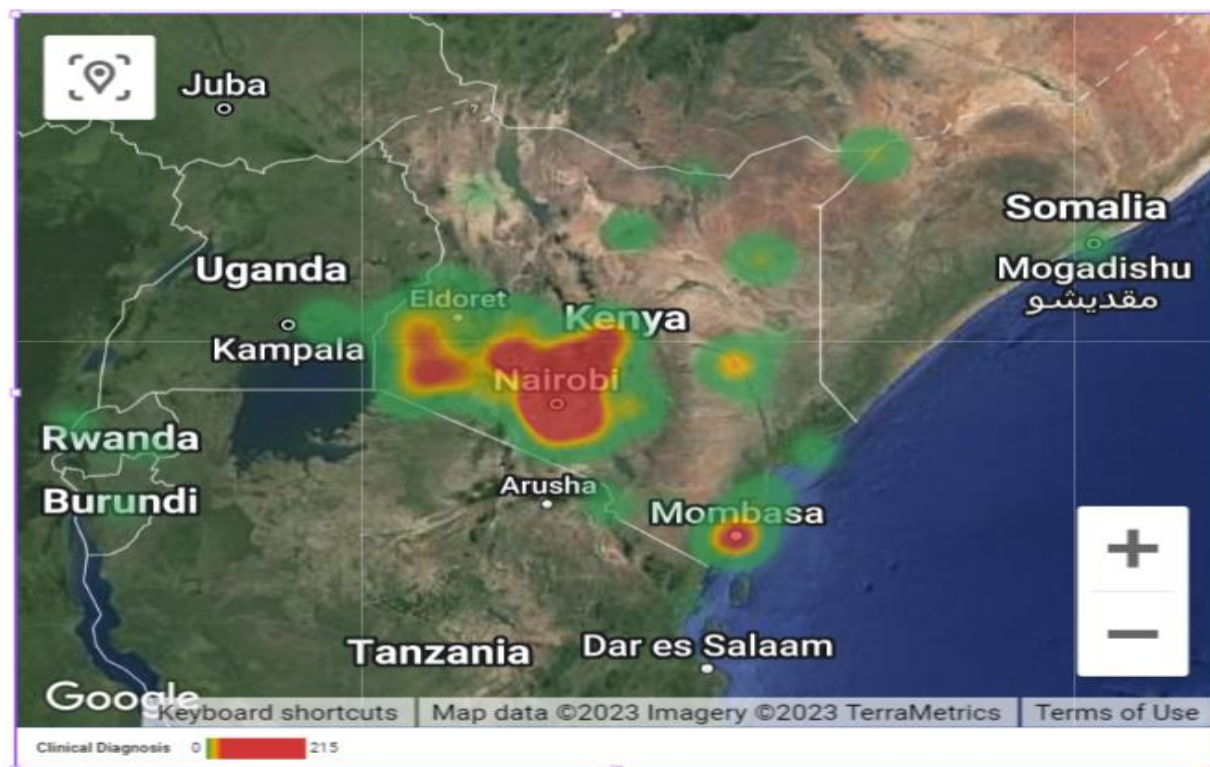 Juba
Somalia
Uganda
Mogadishu
مقديشو
Eldoret
Kenya
Kampala
Nairobi
Rwanda
Arusha
Burundi
Mombasa
Tanzania
Dar es Salaam
Google
Keyboard shortcuts
Map data ©2023 Imagery ©2023 TerraMetrics
Terms of Use
Clinical Diagnosis 0 215